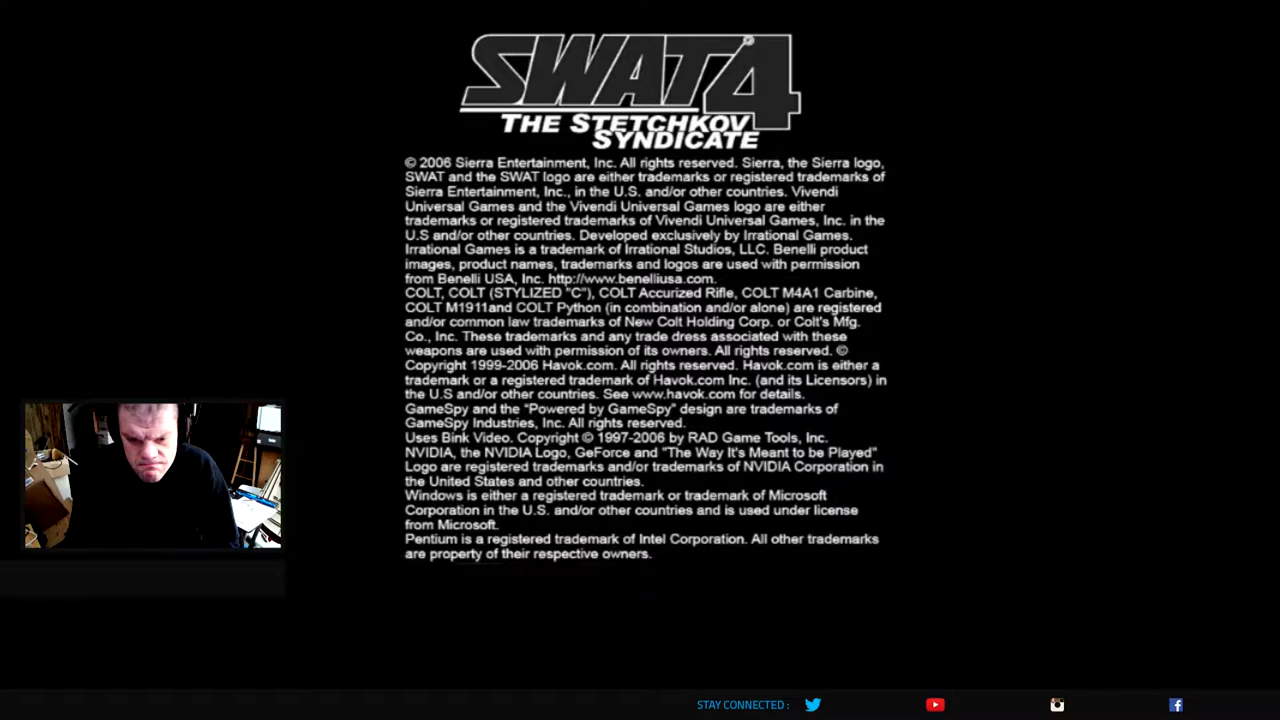 SWAT 4
THE STETCHKOV
SYNDICATE
© 2006 Sierra Entertainment, Inc. All rights reserved. Sierra, the Sierra logo,
SWAT and the SWAT logo are either trademarks or registered trademarks of
Sierra Entertainment, Inc., in the U.S. and/or other countries. Vivendi
Universal Games and the Vivendi Universal Games logo are either
trademarks or registered trademarks of Vivendi Universal Games, Inc. in the
U.S and/or other countries. Developed exclusively by Irrational Games.
Irrational Games is a trademark of Irrational Studios, LLC. Benelli product
images, product names, trademarks and logos are used with permission
from Benelli USA, Inc. http://www.benelliusa.com.
COLT, COLT (STYLIZED "C"), COLT Accurized Rifle, COLT M4A1 Carbine,
COLT M1911and COLT Python (in combination and/or alone) are registered
and/or common law trademarks of New Colt Holding Corp. or Colt's Mfg.
Co., Inc. These trademarks and any trade dress associated with these
weapons are used with permission of its owners. All rights reserved. ©
Copyright 1999-2006 Havok.com. All rights reserved. Havok.com is either a
trademark or a registered trademark of Havok.com Inc. (and its Licensors) in
the U.S and/or other countries. See www.havok.com for details.
GameSpy and the "Powered by GameSpy" design are trademarks of
GameSpy Industries, Inc. All rights reserved.
Uses Bink Video. Copyright © 1997-2006 by RAD Game Tools, Inc.
NVIDIA, the NVIDIA Logo, GeForce and "The Way It's Meant to be Played"
Logo are registered trademarks and/or trademarks of NVIDIA Corporation in
the United States and other countries.
Windows is either a registered trademark or trademark of Microsoft
Corporation in the U.S. and/or other countries and is used under license
from Microsoft.
Pentium is a registered trademark of Intel Corporation. All other trademarks
are property of their respective owners.
STAY CONNECTED :